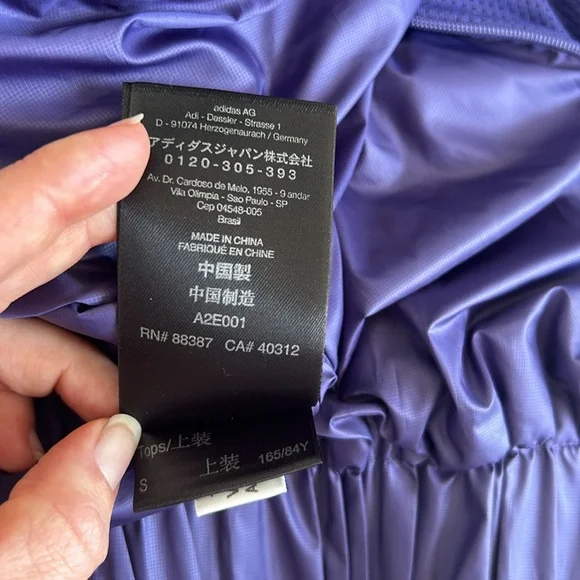 adidas AG
Adi - Dassler - Strasse 1
D - 91074 Herzogenaurach / Germany
アディダスジャパン株式会社
0120-305-393
Av. Dr. Cardoso de Melo, 1955 - 9 andar
Vila Olimpia - Sao Paulo - SP
Cep 04548-005
Brasil
MADE IN CHINA
FABRIQUÉ EN CHINE
中国製
中国制造
A2E001
RN# 88387 CA# 40312
Tops/上装
上装 165/84Y
S